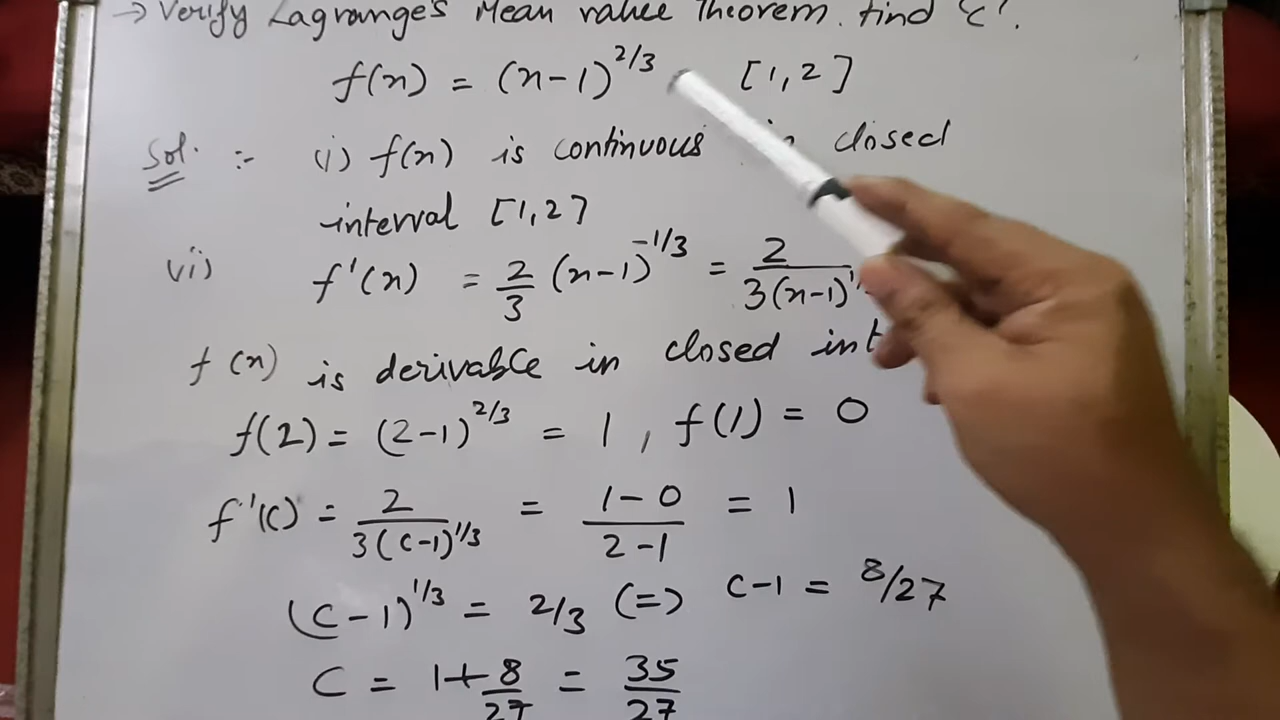 → Verify Lagrange's Mean value Theorem. find 'c'.
f(x) = (x-1)^{2/3} [1,2]
Sol. :- (i) f(x) is continuous closed
interval [1,2]
(ii) f'(x) = 2/3 (x-1)^{-1/3} = 2/3(x-1)
f(x) is derivable in closed
f(2) = (2-1)^{2/3} = 1, f(1) = 0
f'(c) = 2/3(c-1)^{1/3} = 1-0/2-1 = 1
(c-1)^{1/3} = 2/3 (=) c-1 = 8/27
c = 1+8/27 = 35/27